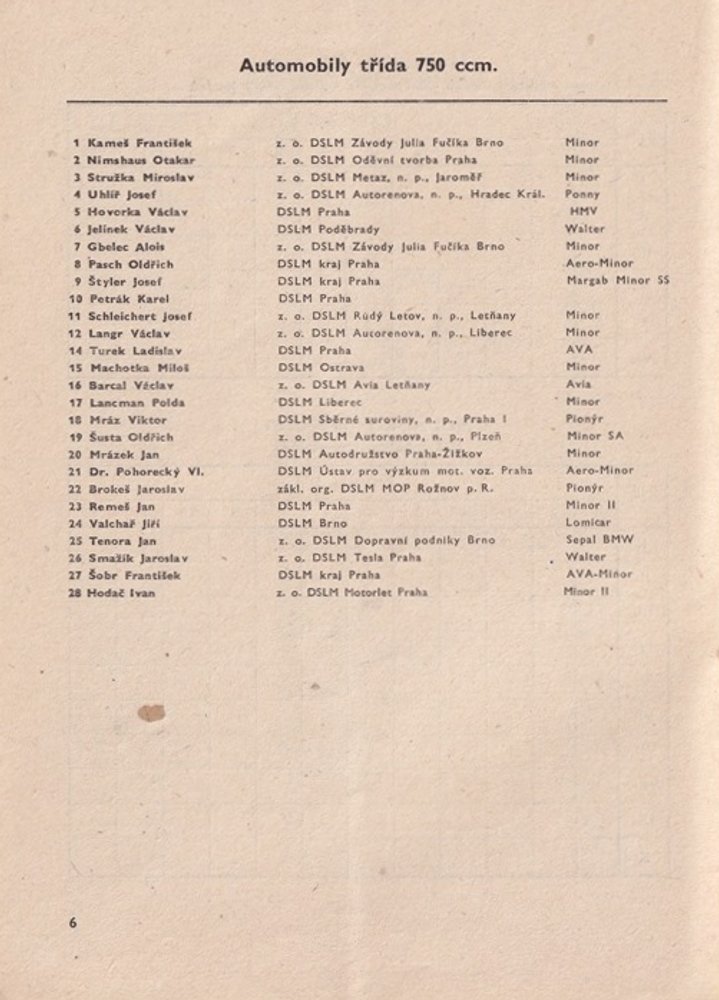 Automobily třída 750 ccm.
1 Kameš František z. o. DSLM Závody Julia Fučíka Brno Minor
2 Nimshaus Otakar z. o. DSLM Oděvní tvorba Praha Minor
3 Stružka Miroslav z. o. DSLM Metaz, n. p., Jaroměř Minor
4 Uhlíř Josef z. o. DSLM Autorenova, n. p., Hradec Král. Ponny
5 Hovorka Václav DSLM Praha HMV
6 Jelínek Václav DSLM Poděbrady Walter
7 Gbelec Alois z. o. DSLM Závody Julia Fučíka Brno Minor
8 Pasch Oldřich DSLM kraj Praha Aero-Minor
9 Štyler Josef DSLM kraj Praha Margab Minor SS
10 Petrák Karel DSLM Praha
11 Schleichert Josef z. o. DSLM Rudý Letov, n. p., Letňany Minor
12 Langr Václav z. o. DSLM Autorenova, n. p., Liberec Minor
14 Turek Ladislav DSLM Praha AVA
15 Machotka Miloš DSLM Ostrava Minor
16 Barcal Václav z. o. DSLM Avia Letňany Avia
17 Lancman Polda DSLM Liberec Minor
18 Mráz Viktor DSLM Sběrné suroviny, n. p., Praha I Pionýr
19 Šusta Oldřich z. o. DSLM Autorenova, n. p., Plzeň Minor SA
20 Mrázek Jan DSLM Autodružstvo Praha-Žižkov Minor
21 Dr. Pohorecký Vl. DSLM Ústav pro výzkum mot. voz. Praha Aero-Minor
22 Brokeš Jaroslav zákl. org. DSLM MOP Rožnov p. R. Pionýr
23 Remeš Jan DSLM Praha Minor II
24 Valchař Jiří DSLM Brno Lomicar
25 Tenora Jan z. o. DSLM Dopravní podniky Brno Sepal BMW
26 Smažík Jaroslav z. o. DSLM Tesla Praha Walter
27 Šobr František DSLM kraj Praha AVA-Minor
28 Hodač Ivan z. o. DSLM Motorlet Praha Minor II
6